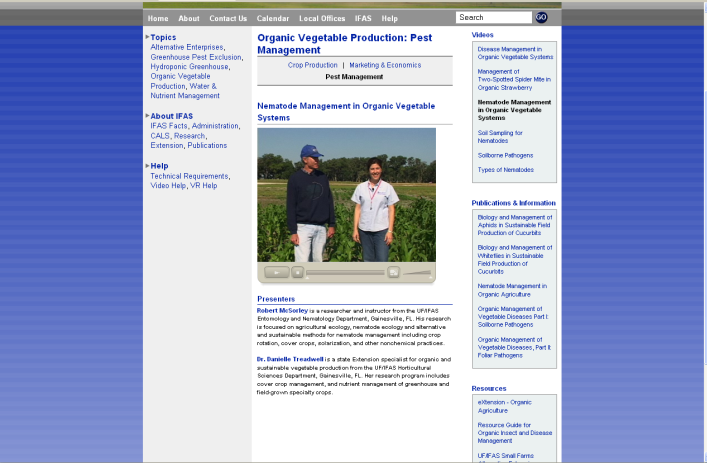 Home About Contact Us Calendar Local Offices IFAS Help Search GO
Topics
Alternative Enterprises,
Greenhouse Pest Exclusion,
Hydroponic Greenhouse,
Organic Vegetable
Production, Water &
Nutrient Management
About IFAS
IFAS Facts, Administration,
CALS, Research,
Extension, Publications
Help
Technical Requirements,
Video Help, VR Help
Organic Vegetable Production: Pest
Management
Crop Production | Marketing & Economics
Pest Management
Nematode Management in Organic Vegetable
Systems
Presenters
Robert McSorley is a researcher and instructor from the UF/IFAS
Entomology and Nematology Department, Gainesville, FL. His research
is focused on agricultural ecology, nematode ecology and alternative
and sustainable methods for nematode management including crop
rotation, cover crops, solarization, and other nonchemical practices.
Dr. Danielle Treadwell is a state Extension specialist for organic and
sustainable vegetable production from the UF/IFAS Horticultural
Sciences Department, Gainesville, FL. Her research program includes
cover crop management, and nutrient management of greenhouse and
field-grown specialty crops.
Videos
Disease Management in
Organic Vegetable Systems
Management of
Two-Spotted Spider Mite in
Organic Strawberry
Nematode Management
in Organic Vegetable
Systems
Soil Sampling for
Nematodes
Soilborne Pathogens
Types of Nematodes
Publications & Information
Biology and Management of
Aphids in Sustainable Field
Production of Cucurbits
Biology and Management of
Whiteflies in Sustainable
Field Production of
Cucurbits
Nematode Management in
Organic Agriculture
Organic Management of
Vegetable Diseases Part I:
Soilborne Pathogens
Organic Management of
Vegetable Diseases, Part II:
Foliar Pathogens
Resources
eXtension - Organic
Agriculture
Resource Guide for
Organic Insect and Disease
Management
UF/IFAS Small Farms